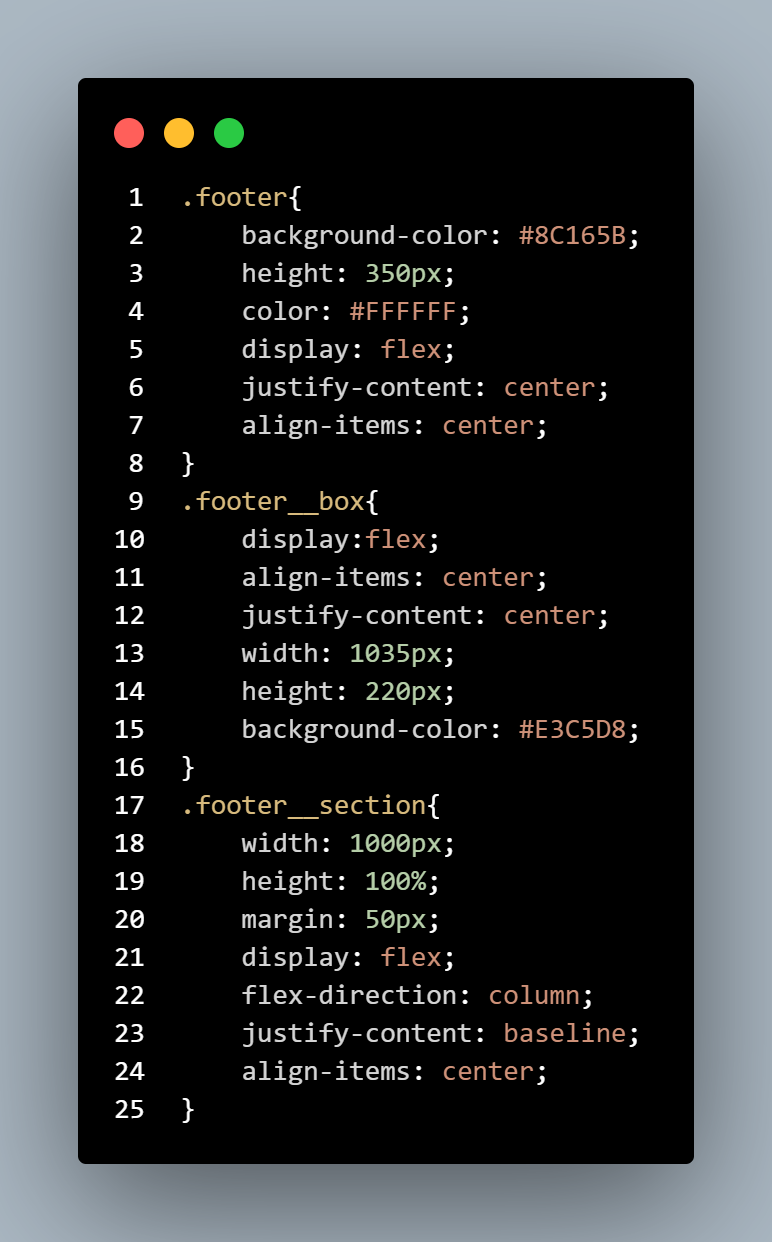 1 .footer{
2     background-color: #8C165B;
3     height: 350px;
4     color: #FFFFFF;
5     display: flex;
6     justify-content: center;
7     align-items: center;
8 }
9 .footer__box{
10     display:flex;
11     align-items: center;
12     justify-content: center;
13     width: 1035px;
14     height: 220px;
15     background-color: #E3C5D8;
16 }
17 .footer__section{
18     width: 1000px;
19     height: 100%;
20     margin: 50px;
21     display: flex;
22     flex-direction: column;
23     justify-content: baseline;
24     align-items: center;
25 }